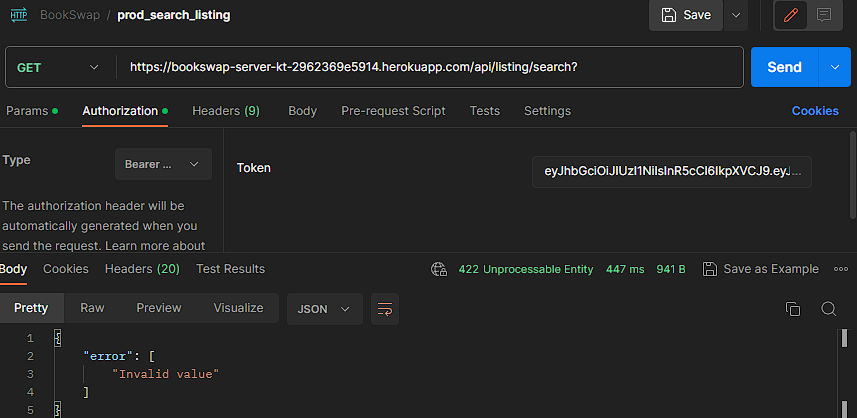 HTTP BookSwap / prod_search_listing Save
GET https://bookswap-server-kt-2962369e5914.herokuapp.com/api/listing/search? Send
Params Authorization Headers (9) Body Pre-request Script Tests Settings Cookies
Type Bearer ... Token eyJhbGciOiJIUzI1NiIsInR5cCI6IkpXVCJ9.eyJ...
The authorization header will be
automatically generated when you
send the request. Learn more about
Body Cookies Headers (20) Test Results 422 Unprocessable Entity 447 ms 941 B Save as Example
Pretty Raw Preview Visualize JSON
1 {
2 "error": [
3 "Invalid value"
4 ]
5 }